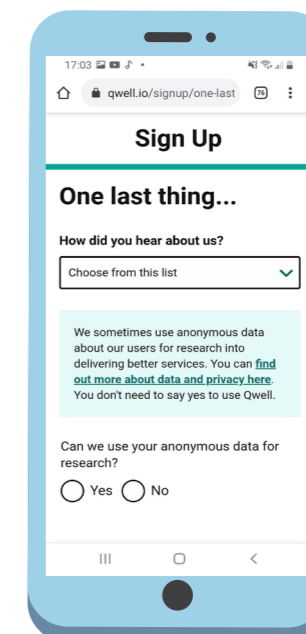 17:03
qwell.io/signup/one-last
76
Sign Up
One last thing...
How did you hear about us?
Choose from this list
We sometimes use anonymous data
about our users for research into
delivering better services. You can find
out more about data and privacy here.
You don't need to say yes to use Qwell.
Can we use your anonymous data for
research?
Yes No